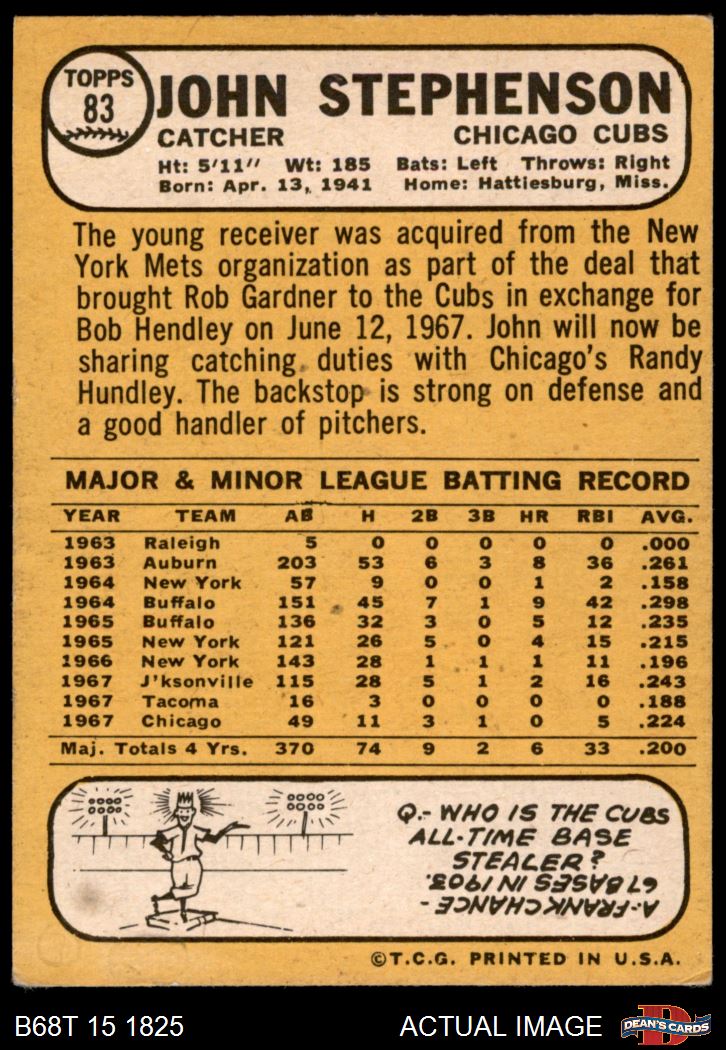 TOPPS
83
JOHN STEPHENSON
CATCHER CHICAGO CUBS
Ht: 5'11" Wt: 185 Bats: Left Throws: Right
Born: Apr. 13, 1941 Home: Hattiesburg, Miss.
The young receiver was acquired from the New
York Mets organization as part of the deal that
brought Rob Gardner to the Cubs in exchange for
Bob Hendley on June 12, 1967. John will now be
sharing catching duties with Chicago's Randy
Hundley. The backstop is strong on defense and
a good handler of pitchers.
MAJOR & MINOR LEAGUE BATTING RECORD
YEAR TEAM AB H 2B 3B HR RBI AVG.
1963 Raleigh 5 0 0 0 0 0 .000
1963 Auburn 203 53 6 3 8 36 .261
1964 New York 57 9 0 0 1 2 .158
1964 Buffalo 151 45 7 1 9 42 .298
1965 Buffalo 136 32 3 0 5 12 .235
1965 New York 121 26 5 0 4 15 .215
1966 New York 143 28 1 1 1 11 .196
1967 J'ksonville 115 28 5 1 2 16 .243
1967 Tacoma 16 3 0 0 0 0 .188
1967 Chicago 49 11 3 1 0 5 .224
Maj. Totals 4 Yrs. 370 74 9 2 6 33 .200
Q.- WHO IS THE CUBS
ALL-TIME BASE
STEALER?
A.- FRANK CHANCE -
67 BASES IN 1903.
©T.C.G. PRINTED IN U.S.A.
B68T 15 1825 ACTUAL IMAGE
D
DEAN'S CARDS